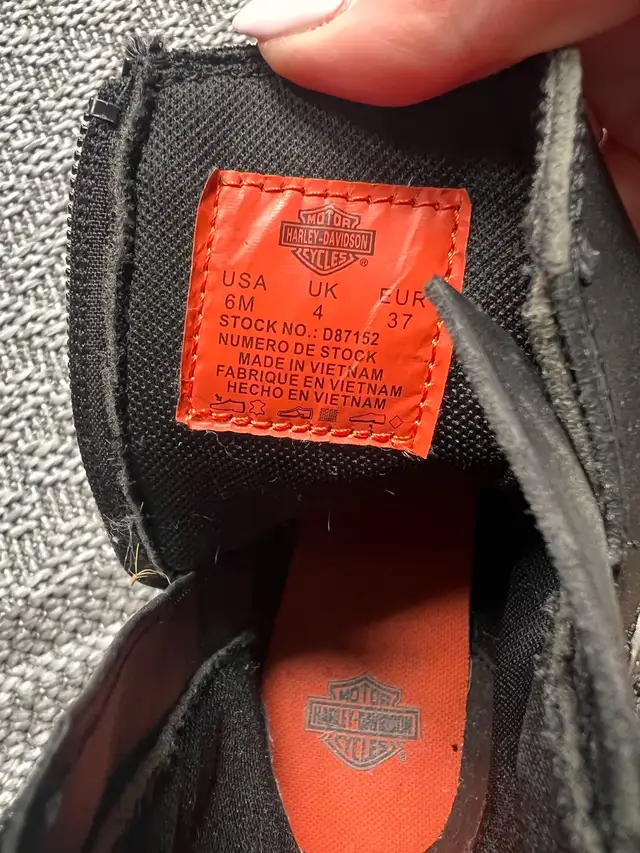 MOTOR
HARLEY-DAVIDSON
CYCLES
®
USA UK EUR
6M 4 37
STOCK NO.: D87152
NUMERO DE STOCK
MADE IN VIETNAM
FABRIQUE EN VIETNAM
HECHO EN VIETNAM
MOTOR
HARLEY-DAVIDSON
CYCLES
®